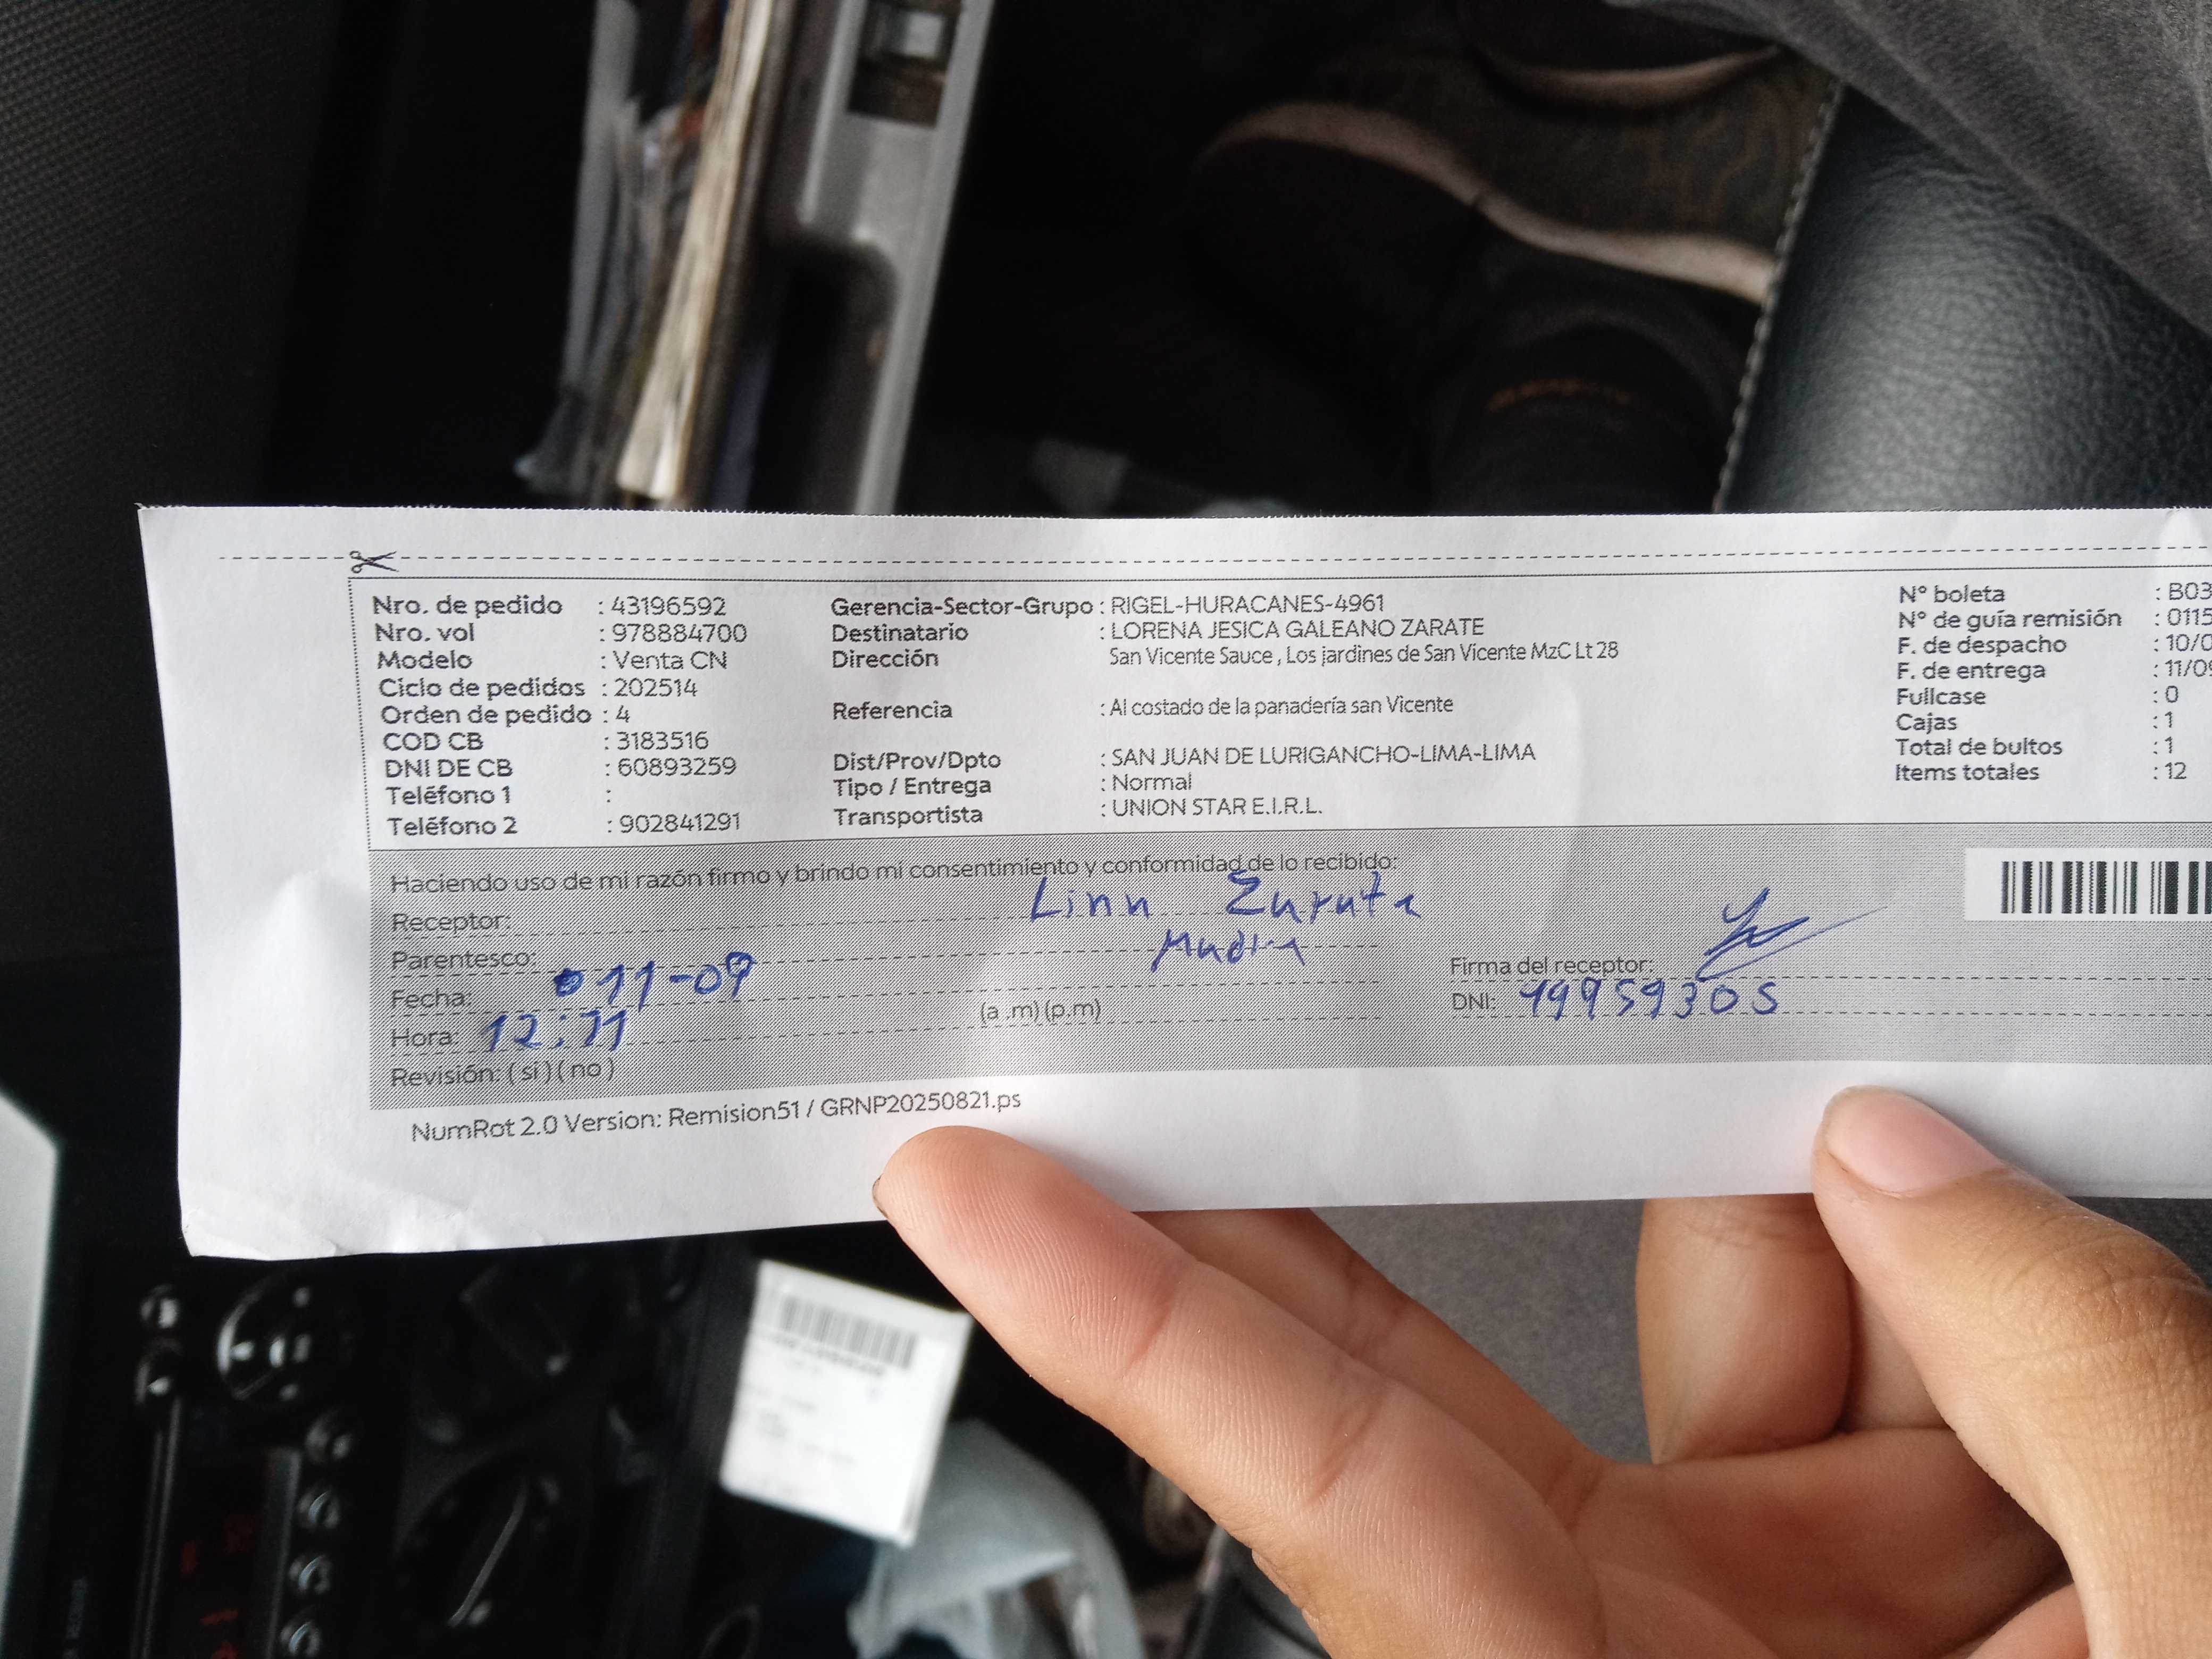 Nro. de pedido : 43196592
Nro. vol : 978884700
Modelo : Venta CN
Ciclo de pedidos : 202514
Orden de pedido : 4
COD CB : 3183516
DNI DE CB : 60893259
Teléfono 1 :
Teléfono 2 : 902841291
Gerencia-Sector-Grupo : RIGEL-HURACANES-4961
Destinatario : LORENA JESICA GALEANO ZARATE
Dirección San Vicente Sauce , Los jardines de San Vicente MzC Lt 28
Referencia : Al costado de la panadería san Vicente
Dist/Prov/Dpto : SAN JUAN DE LURIGANCHO-LIMA-LIMA
Tipo / Entrega : Normal
Transportista : UNION STAR E.I.R.L.
N° boleta : B03
N° de guía remisión : 0115
F. de despacho : 10/0
F. de entrega : 11/09
Fullcase : 0
Cajas : 1
Total de bultos : 1
Items totales : 12
Haciendo uso de mi razón firmo y brindo mi consentimiento y conformidad de lo recibido:
Receptor: Lina Zarate
Parentesco: Madre
Fecha: 11-09
Hora: 12:11 (a .m) (p.m)
Revisión: ( si ) ( no )
Firma del receptor:
DNI: 19959305
NumRot 2.0 Version: Remision51 / GRNP20250821.ps